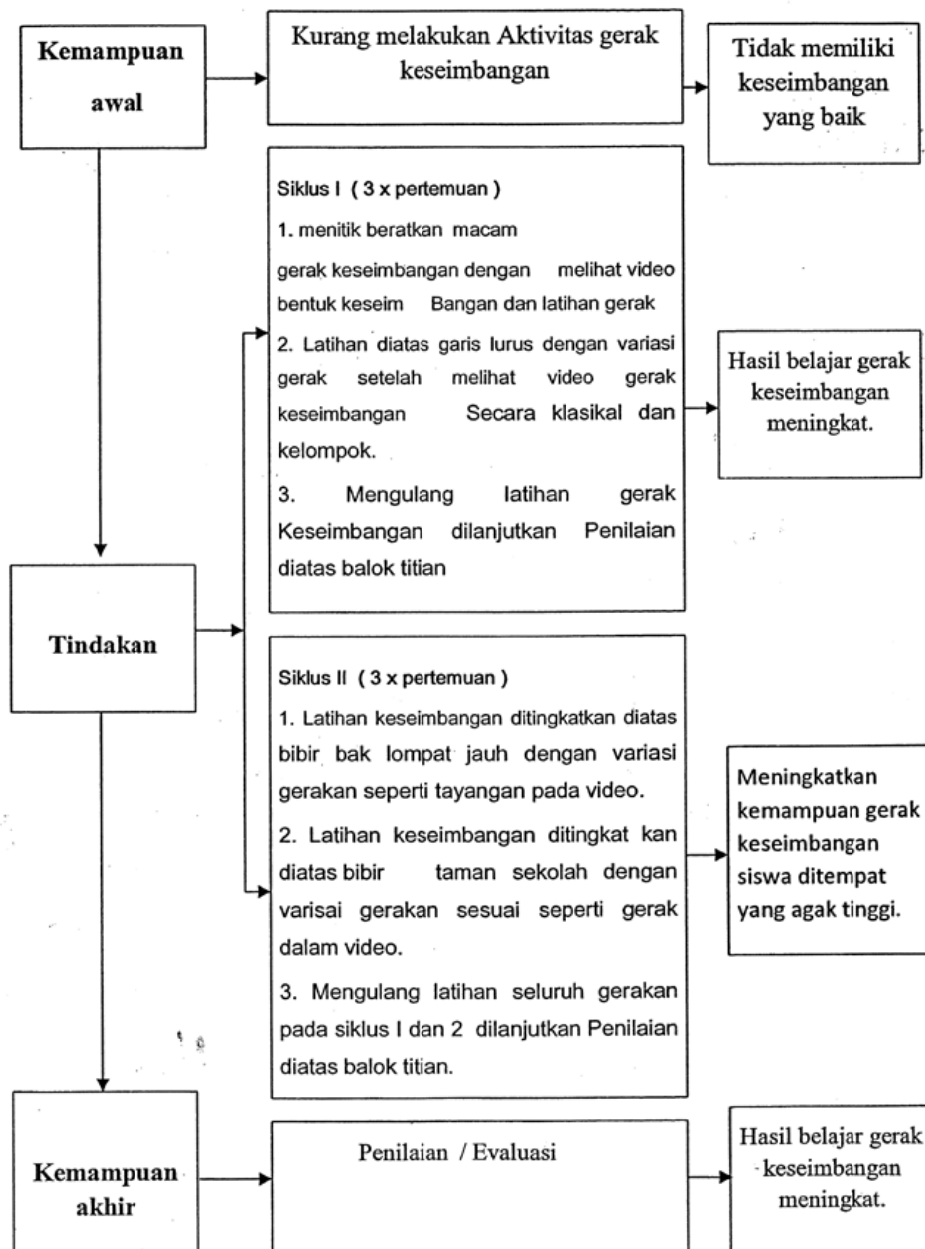 Kemampuan
awal
Kurang melakukan Aktivitas gerak
keseimbangan
Tidak memiliki
keseimbangan
yang baik
Siklus I ( 3 x pertemuan )
1. menitik beratkan macam
gerak keseimbangan dengan melihat video
bentuk keseim Bangan dan latihan gerak
2. Latihan diatas garis lurus dengan variasi
gerak setelah melihat video gerak
keseimbangan Secara klasikal dan
kelompok.
3. Mengulang latihan gerak
Keseimbangan dilanjutkan Penilaian
diatas balok titian
Hasil belajar gerak
keseimbangan
meningkat.
Tindakan
Siklus II ( 3 x pertemuan )
1. Latihan keseimbangan ditingkatkan diatas
bibir bak lompat jauh dengan variasi
gerakan seperti tayangan pada video.
2. Latihan keseimbangan ditingkat kan
diatas bibir taman sekolah dengan
varisai gerakan sesuai seperti gerak
dalam video.
3. Mengulang latihan seluruh gerakan
pada siklus I dan 2 dilanjutkan Penilaian
diatas balok titian.
Meningkatkan
kemampuan gerak
keseimbangan
siswa ditempat
yang agak tinggi.
Kemampuan
akhir
Penilaian / Evaluasi
Hasil belajar gerak
keseimbangan
meningkat.